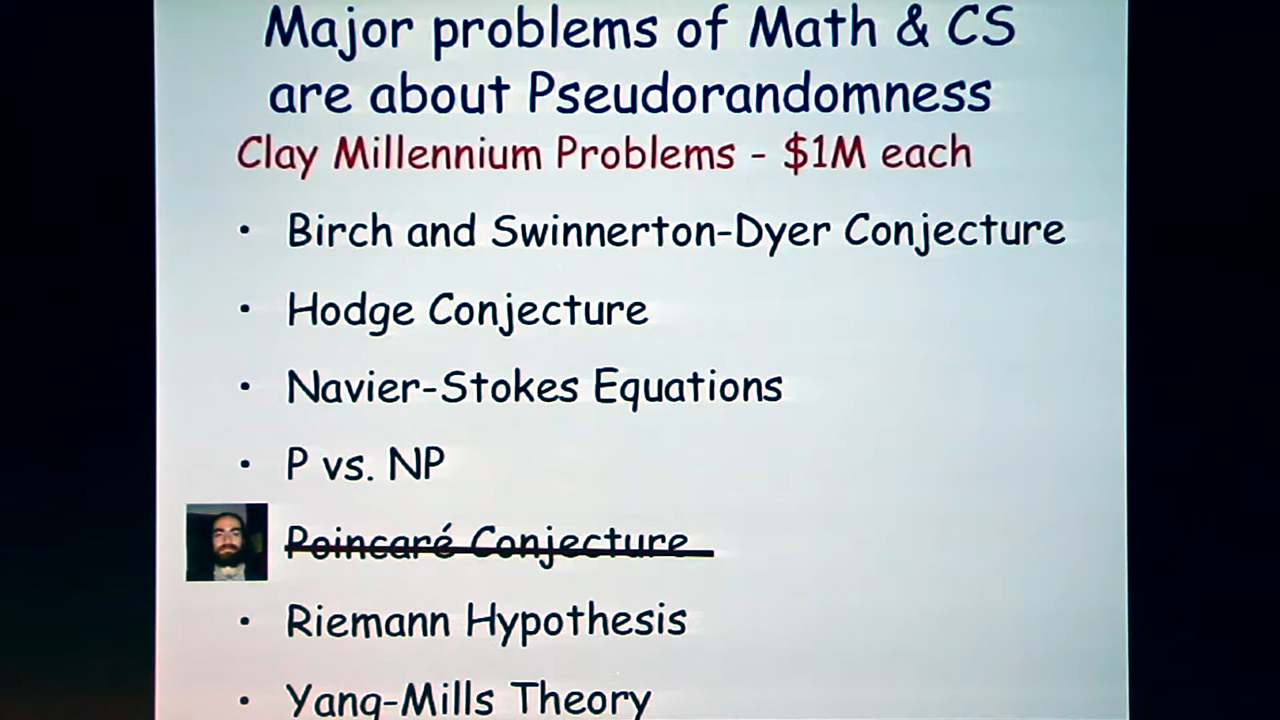 Major problems of Math & CS
are about Pseudorandomness
Clay Millennium Problems - $1M each
• Birch and Swinnerton-Dyer Conjecture
• Hodge Conjecture
• Navier-Stokes Equations
• P vs. NP
Poincaré Conjecture
• Riemann Hypothesis
• Yang-Mills Theory